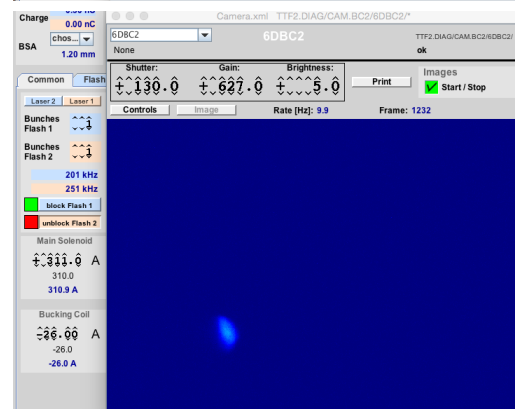 Charge
0.00 nC
BSA
chos...
1.20 mm
Common Flash
Laser 2 Laser 1
Bunches
Flash 1
1
Bunches
Flash 2
1
201 kHz
251 kHz
block Flash 1
unblock Flash 2
Main Solenoid
+311.0 A
310.0
310.9 A
Bucking Coil
-26.00 A
-26.0
-26.0 A
Camera.xml TTF2.DIAG/CAM.BC2/6DBC2/*
6DBC2
6DBC2
TTF2.DIAG/CAM.BC2/6DBC2/
None
ok
Shutter: Gain: Brightness:
+130.0 +627.0 +5.0
Print
Images
Start / Stop
Controls Image Rate [Hz]: 9.9 Frame: 1232